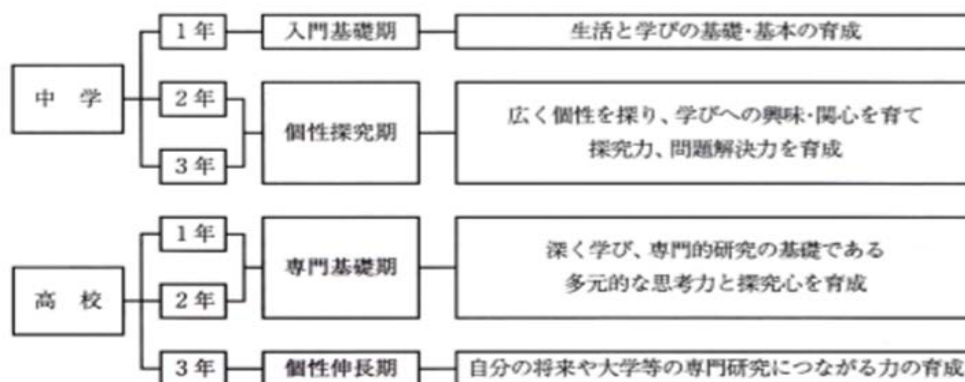 中学
1年
入門基礎期
生活と学びの基礎・基本の育成
2年
3年
個性探究期
広く個性を探り、学びへの興味・関心を育て
探究力、問題解決力を育成
高校
1年
2年
専門基礎期
深く学び、専門的研究の基礎である
多元的な思考力と探究心を育成
3年
個性伸長期
自分の将来や大学等の専門研究につながる力の育成